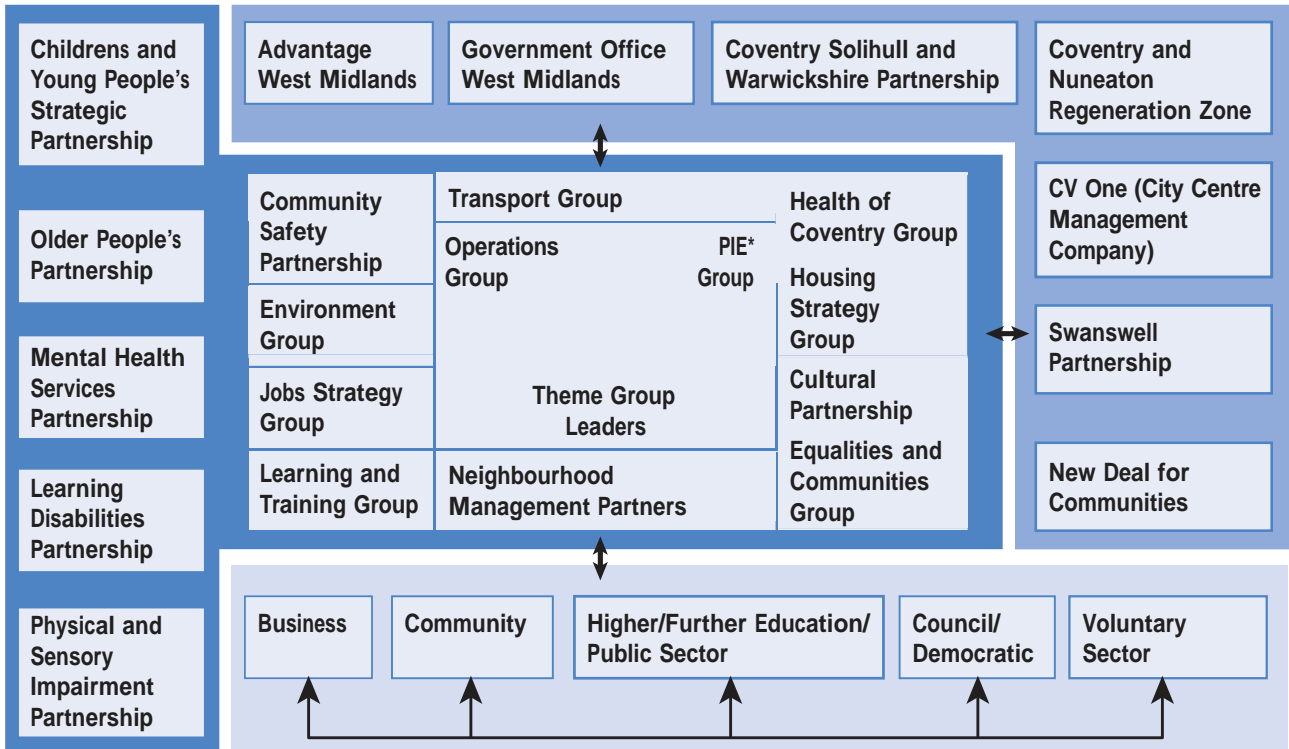 Childrens and
Young People's
Strategic
Partnership
Older People's
Partnership
Mental Health
Services
Partnership
Learning
Disabilities
Partnership
Physical and
Sensory
Impairment
Partnership
Advantage
West Midlands
Government Office
West Midlands
Coventry Solihull and
Warwickshire Partnership
Coventry and
Nuneaton
Regeneration Zone
CV One (City Centre
Management
Company)
Swanswell
Partnership
New Deal for
Communities
Community
Safety
Partnership
Environment
Group
Jobs Strategy
Group
Learning and
Training Group
Transport Group
Operations
Group
PIE*
Group
Theme Group
Leaders
Neighbourhood
Management Partners
Health of
Coventry Group
Housing
Strategy
Group
Cultural
Partnership
Equalities and
Communities
Group
Business
Community
Higher/Further Education/
Public Sector
Council/
Democratic
Voluntary
Sector